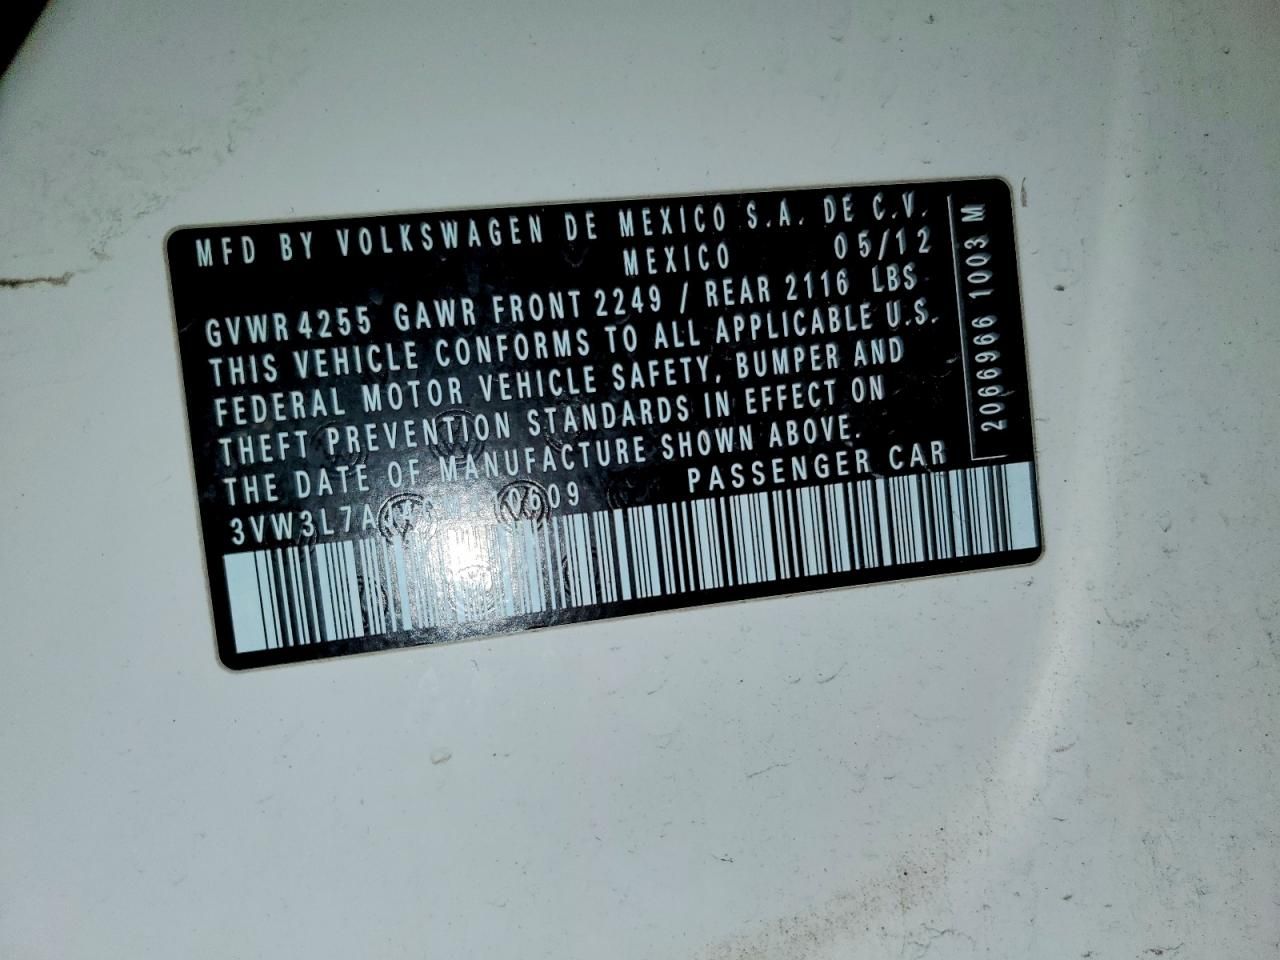 MFD BY VOLKSWAGEN DE MEXICO S.A. DE C.V.
MEXICO 05/12
GVWR 4255 GAWR FRONT 2249 / REAR 2116 LBS
THIS VEHICLE CONFORMS TO ALL APPLICABLE U.S.
FEDERAL MOTOR VEHICLE SAFETY, BUMPER AND
THEFT PREVENTION STANDARDS IN EFFECT ON
THE DATE OF MANUFACTURE SHOWN ABOVE.
PASSENGER CAR
2066966 1003 M